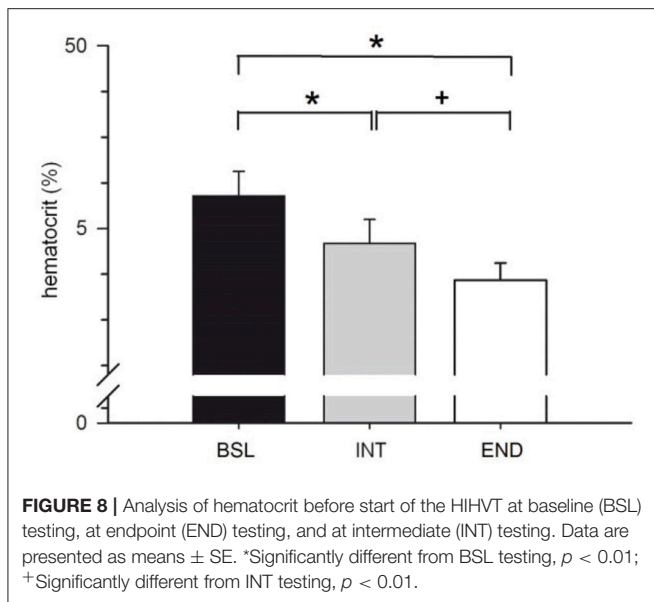 50
*
* +
hematocrit (%)
5
0
BSL INT END
FIGURE 8 | Analysis of hematocrit before start of the HIHVT at baseline (BSL)
testing, at endpoint (END) testing, and at intermediate (INT) testing. Data are
presented as means ± SE. *Significantly different from BSL testing, p < 0.01;
+Significantly different from INT testing, p < 0.01.